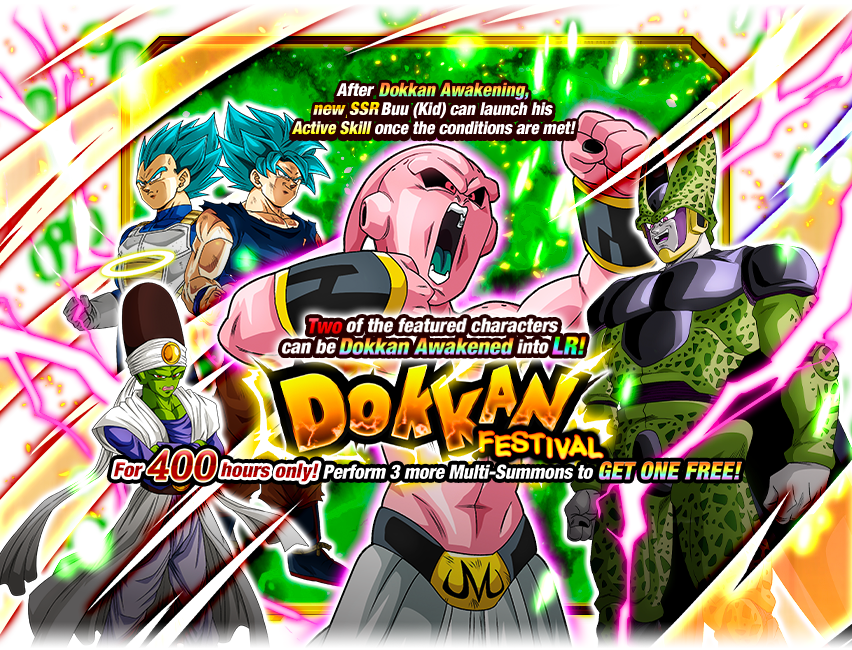 After Dokkan Awakening,
new SSR Buu (Kid) can launch his
Active Skill once the conditions are met!
Two of the featured characters
can be Dokkan Awakened into LR!
DOKKAN
FESTIVAL
For 400 hours only! Perform 3 more Multi-Summons to GET ONE FREE!